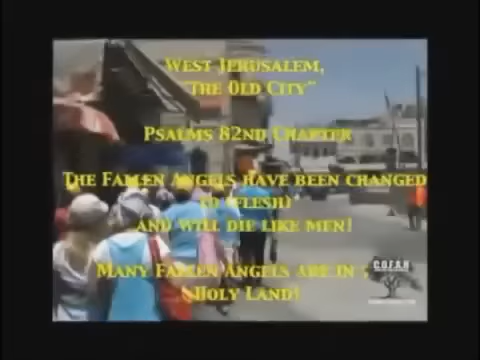 West Jerusalem,
"The Old City"
Psalms 82nd Chapter
The Fallen Angels have been changed
to (flesh)
and will die like men!
Many Fallen Angels are in
Holy Land!
C.O.F.A.H